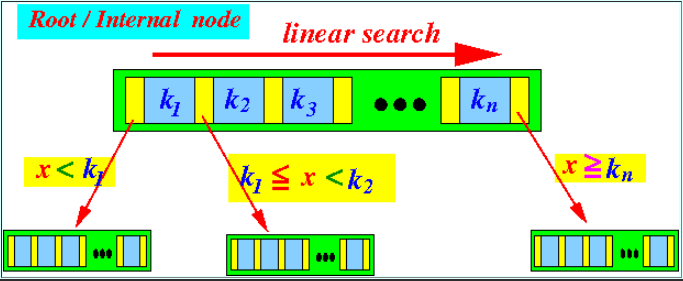 Root / Internal node
linear search
k1 k2 k3 ●●● kn
x < k1
k1 ≦ x < k2
x ≧ kn
●●● ●●● ●●●